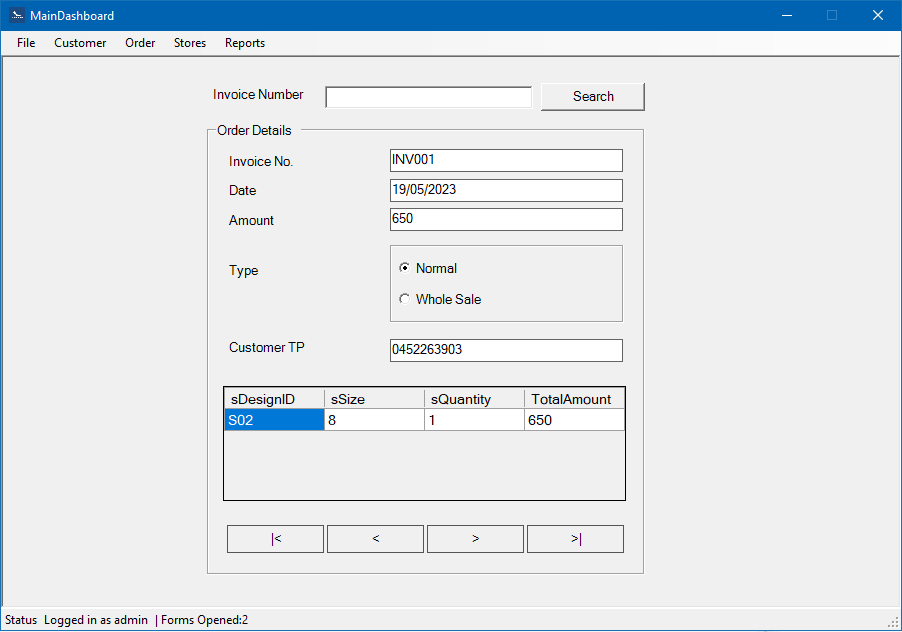 MainDashboard
File Customer Order Stores Reports
Invoice Number Search
Order Details
Invoice No. INV001
Date 19/05/2023
Amount 650
Type Normal
Whole Sale
Customer TP 0452263903
sDesignID sSize sQuantity TotalAmount
S02 8 1 650
|< < > >|
Status Logged in as admin | Forms Opened:2